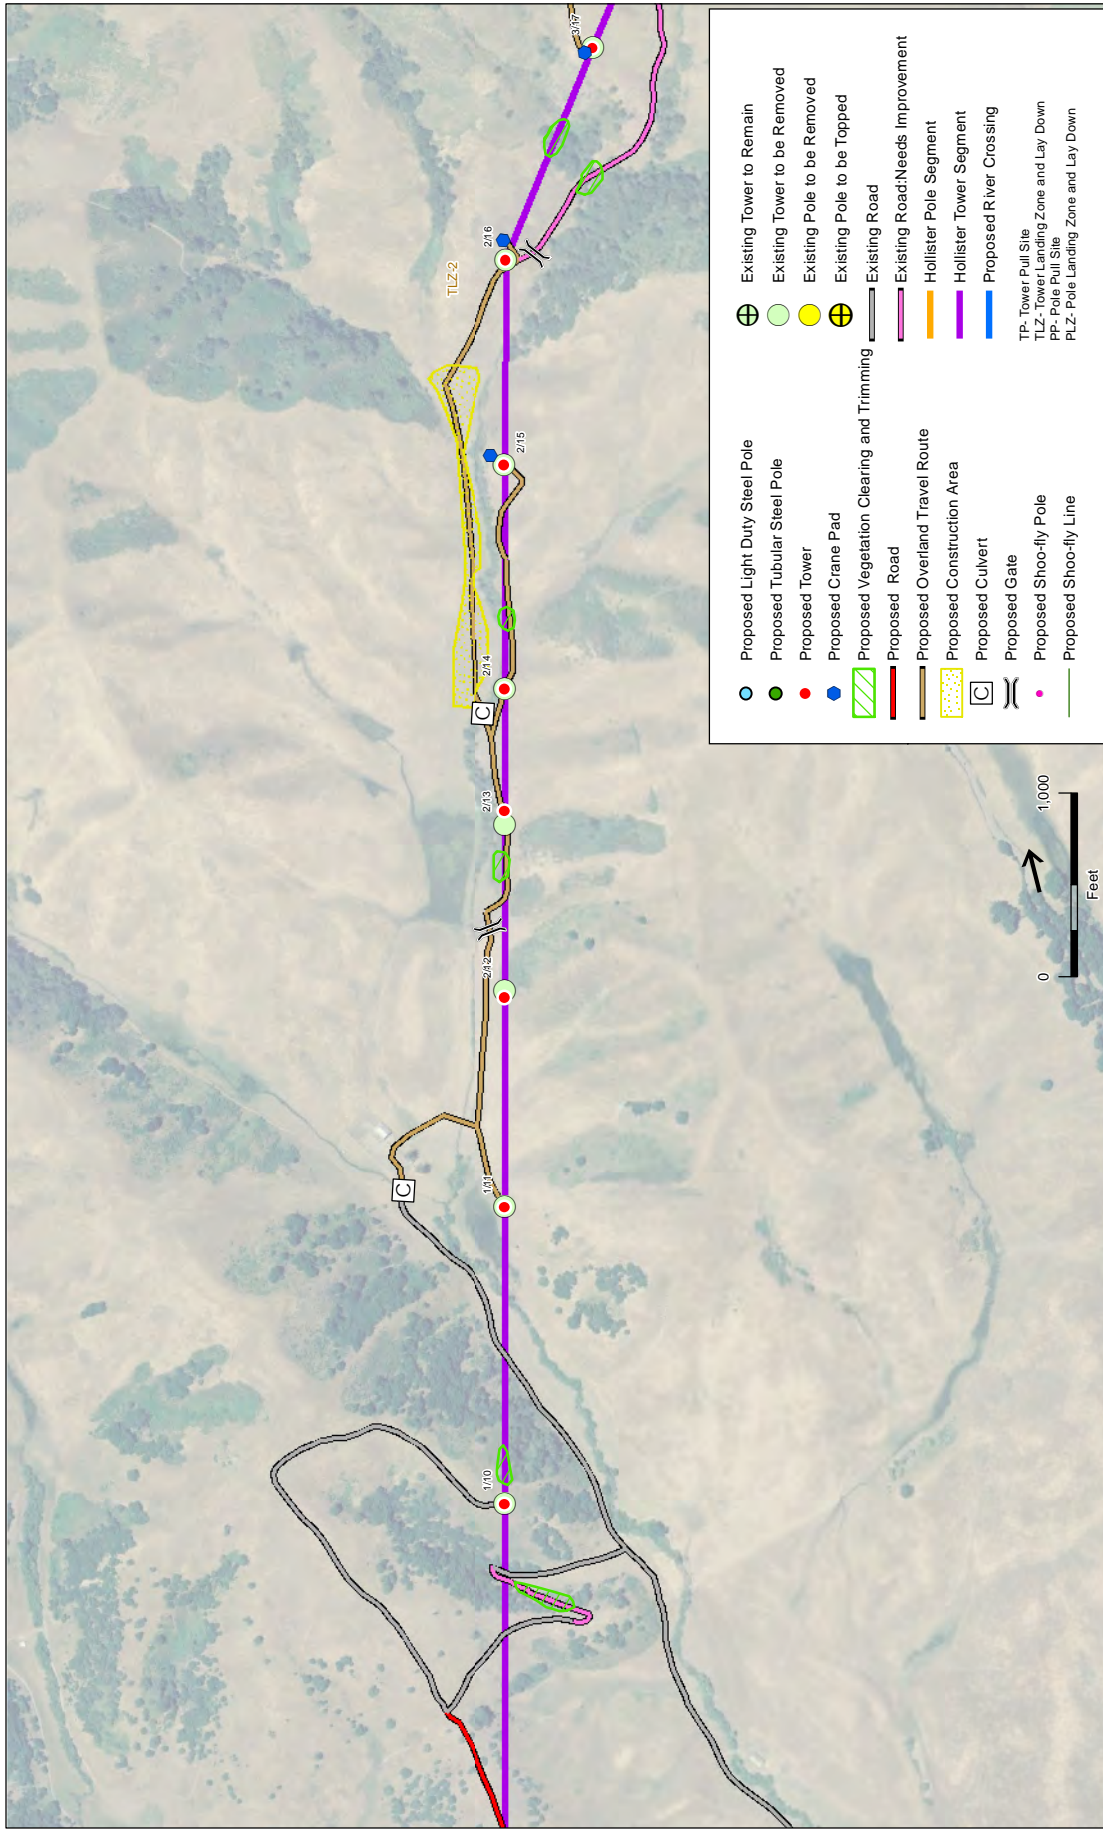 3/17
2/16
TLZ-2
2/15
2/14
C
2/13
2/12
C
1/11
1/10
Proposed Light Duty Steel Pole
Proposed Tubular Steel Pole
Proposed Tower
Proposed Crane Pad
Proposed Vegetation Clearing and Trimming
Proposed Road
Proposed Overland Travel Route
Proposed Construction Area
C Proposed Culvert
Proposed Gate
Proposed Shoo-fly Pole
Proposed Shoo-fly Line
Existing Tower to Remain
Existing Tower to be Removed
Existing Pole to be Removed
Existing Pole to be Topped
Existing Road
Existing Road:Needs Improvement
Hollister Pole Segment
Hollister Tower Segment
Proposed River Crossing
TP- Tower Pull Site
TLZ- Tower Landing Zone and Lay Down
PP- Pole Pull Site
PLZ- Pole Landing Zone and Lay Down
0 1,000
Feet